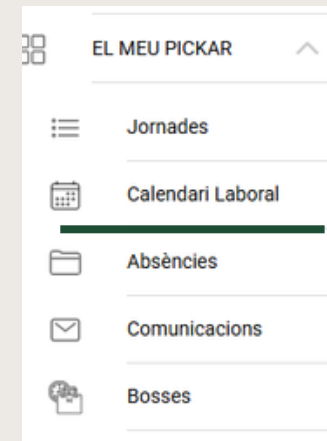 EL MEU PICKAR
Jornades
Calendari Laboral
Absències
Comunicacions
Bosses